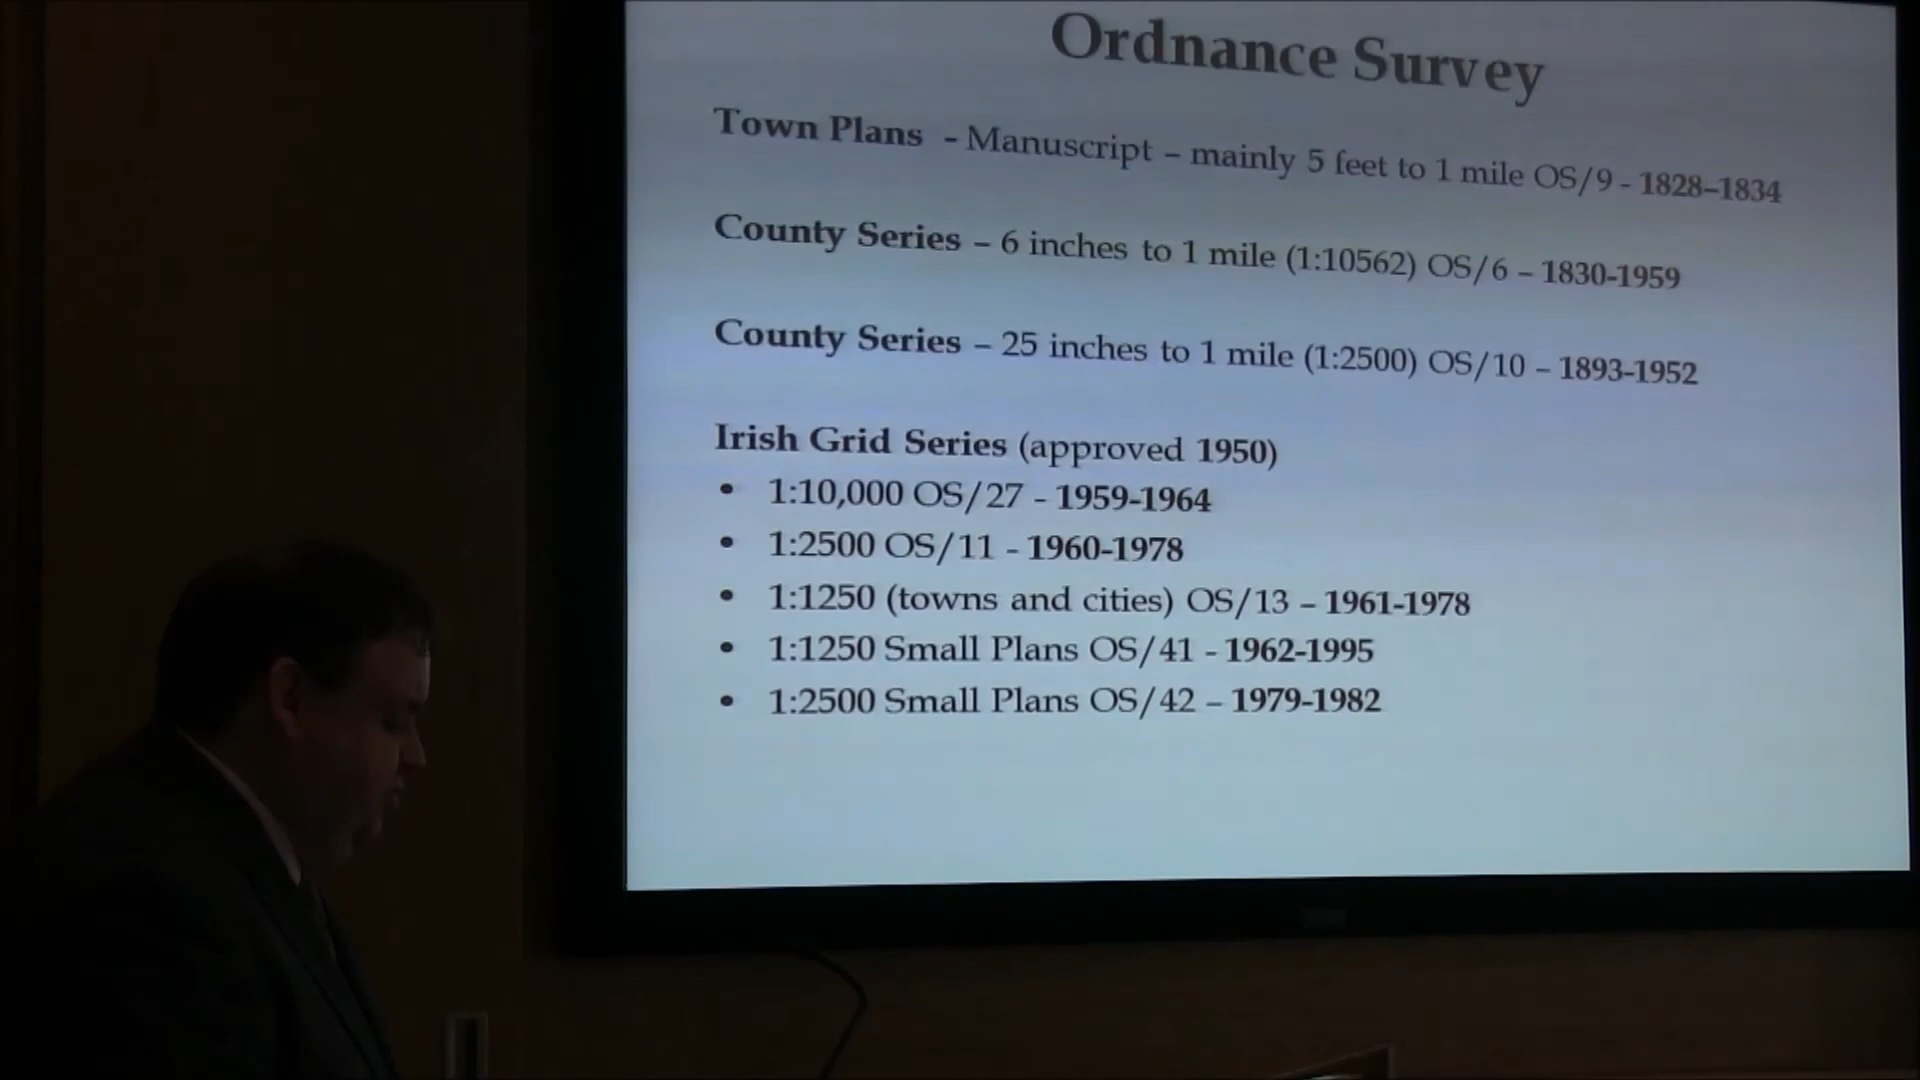 Ordnance Survey
Town Plans - Manuscript – mainly 5 feet to 1 mile OS/9 - 1828–1834
County Series – 6 inches to 1 mile (1:10562) OS/6 – 1830-1959
County Series – 25 inches to 1 mile (1:2500) OS/10 – 1893-1952
Irish Grid Series (approved 1950)
• 1:10,000 OS/27 - 1959-1964
• 1:2500 OS/11 - 1960-1978
• 1:1250 (towns and cities) OS/13 – 1961-1978
• 1:1250 Small Plans OS/41 - 1962-1995
• 1:2500 Small Plans OS/42 – 1979-1982